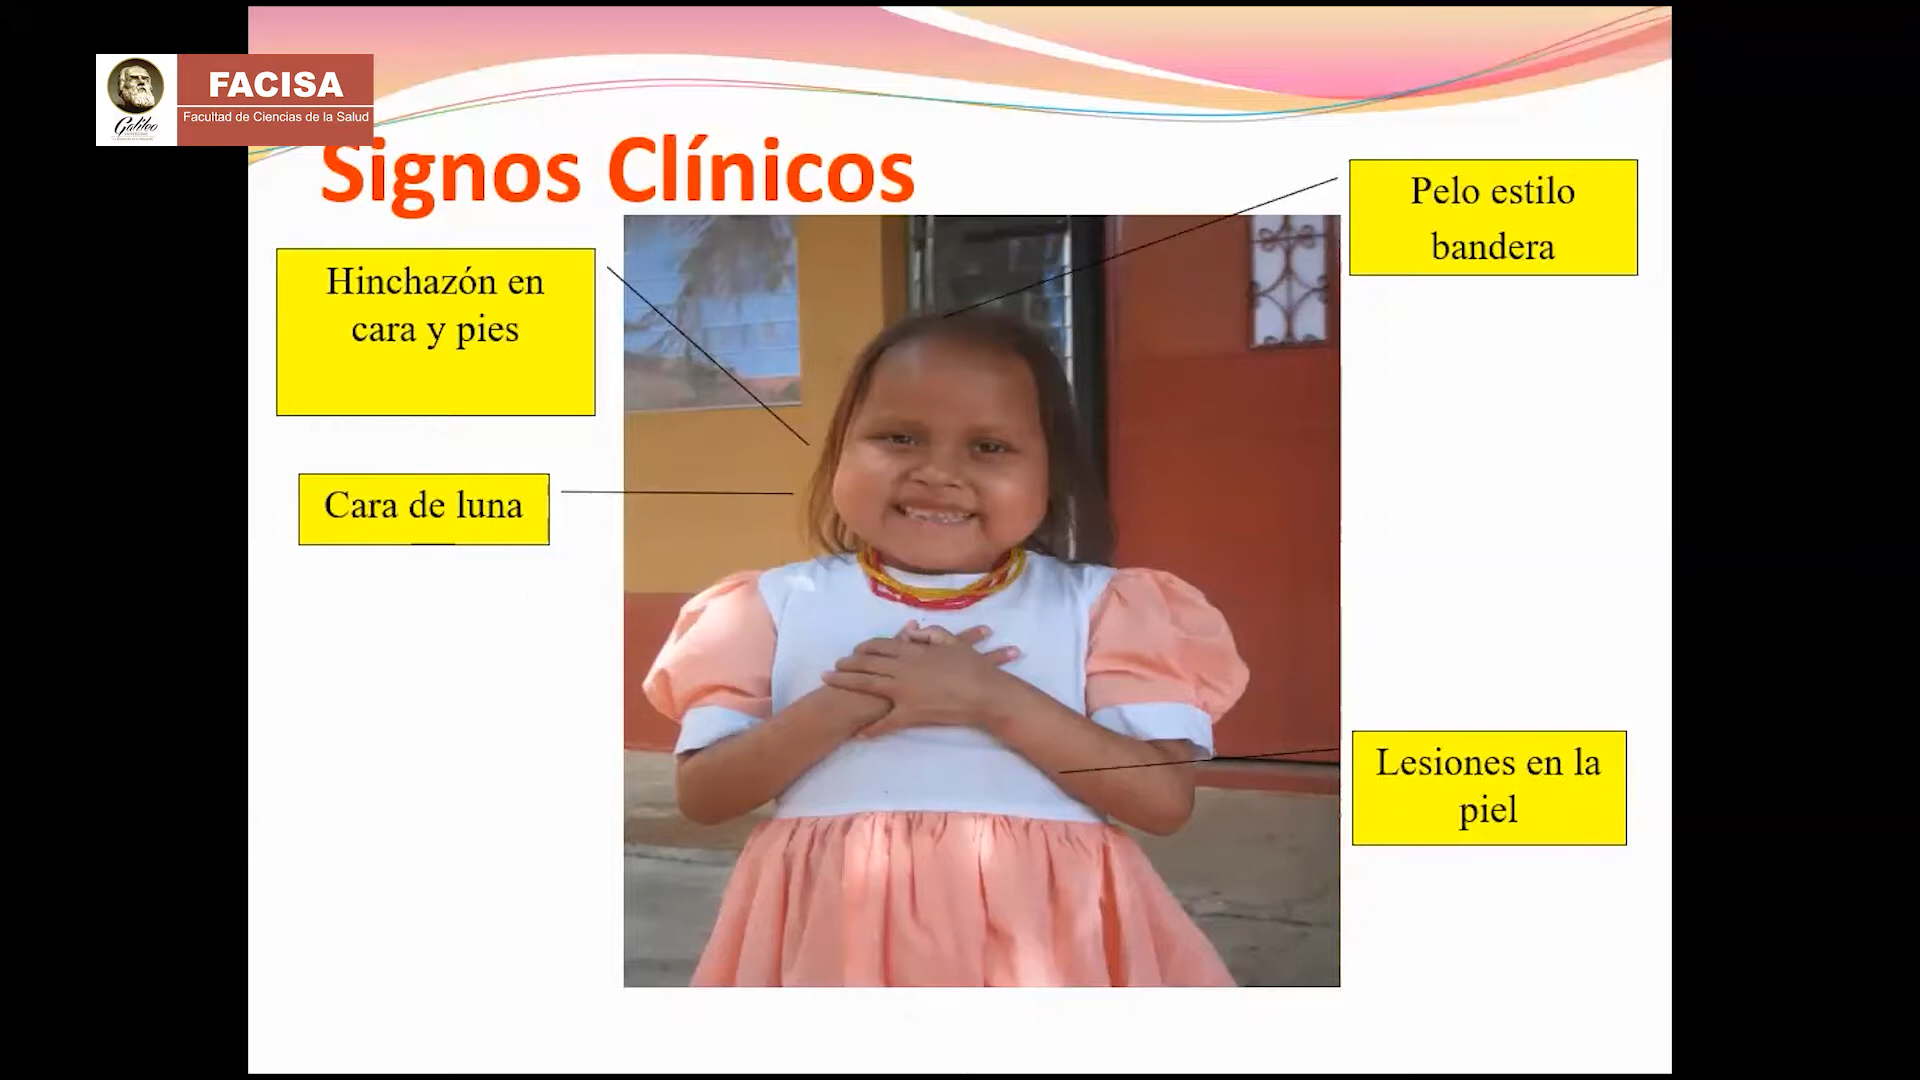 FACISA
Facultad de Ciencias de la Salud
Galileo
Signos Clínicos
Pelo estilo
bandera
Hinchazón en
cara y pies
Cara de luna
Lesiones en la
piel